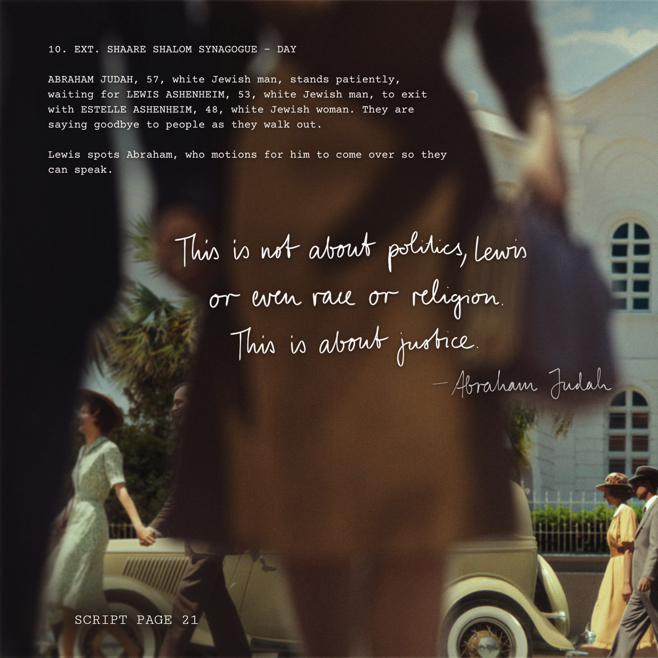 10. EXT. SHAARE SHALOM SYNAGOGUE – DAY
ABRAHAM JUDAH, 57, white Jewish man, stands patiently,
waiting for LEWIS ASHENHEIM, 53, white Jewish man, to exit
with ESTELLE ASHENHEIM, 48, white Jewish woman. They are
saying goodbye to people as they walk out.
Lewis spots Abraham, who motions for him to come over so they
can speak.
This is not about politics, Lewis
or even race or religion.
This is about justice.
—Abraham Judah
SCRIPT PAGE 21